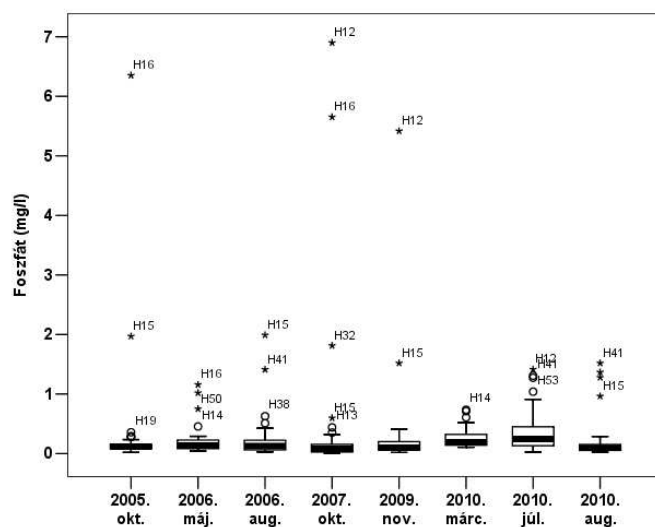 Foszfát (mg/l)
7
6
5
4
3
2
1
0
H16
H15
H19
H16
H50
H14
H15
H41
H38
H12
H16
H32
H15
H13
H12
H15
H14
H12
H41
H53
H41
H15
2005. okt.
2006. máj.
2006. aug.
2007. okt.
2009. nov.
2010. márc.
2010. júl.
2010. aug.